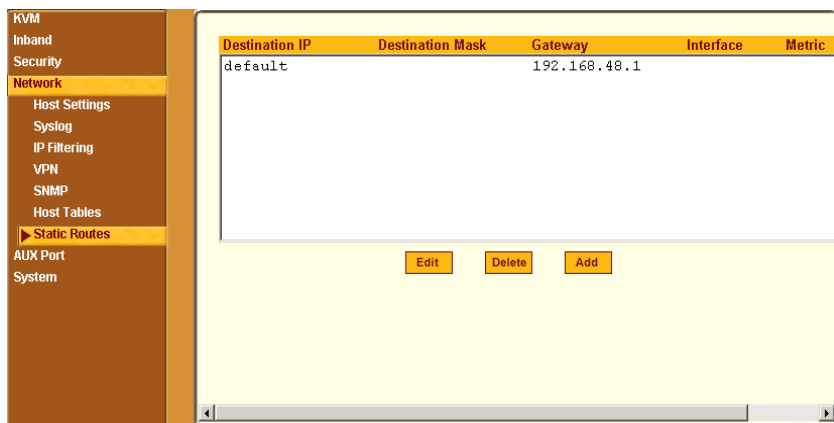 KVM
Inband
Security
Network
Host Settings
Syslog
IP Filtering
VPN
SNMP
Host Tables
Static Routes
AUX Port
System
Destination IP Destination Mask Gateway Interface Metric
default 192.168.48.1
Edit Delete Add